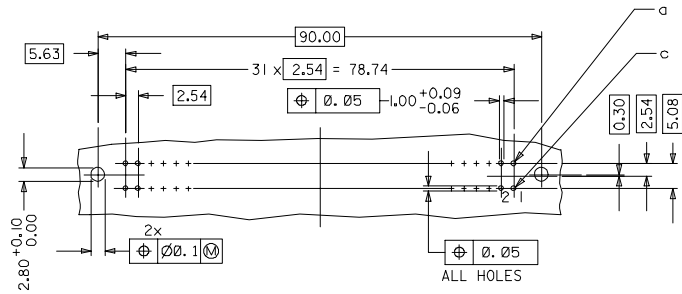 a
90.00
5.63
31 x 2.54 = 78.74
c
2.54
⌖ 0.05
1.00 +0.09 -0.06
0.30
2.54
5.08
2 1
2.80 +0.10 0.00
2x
⌖ Ø0.1 Ⓜ
⌖ 0.05
ALL HOLES